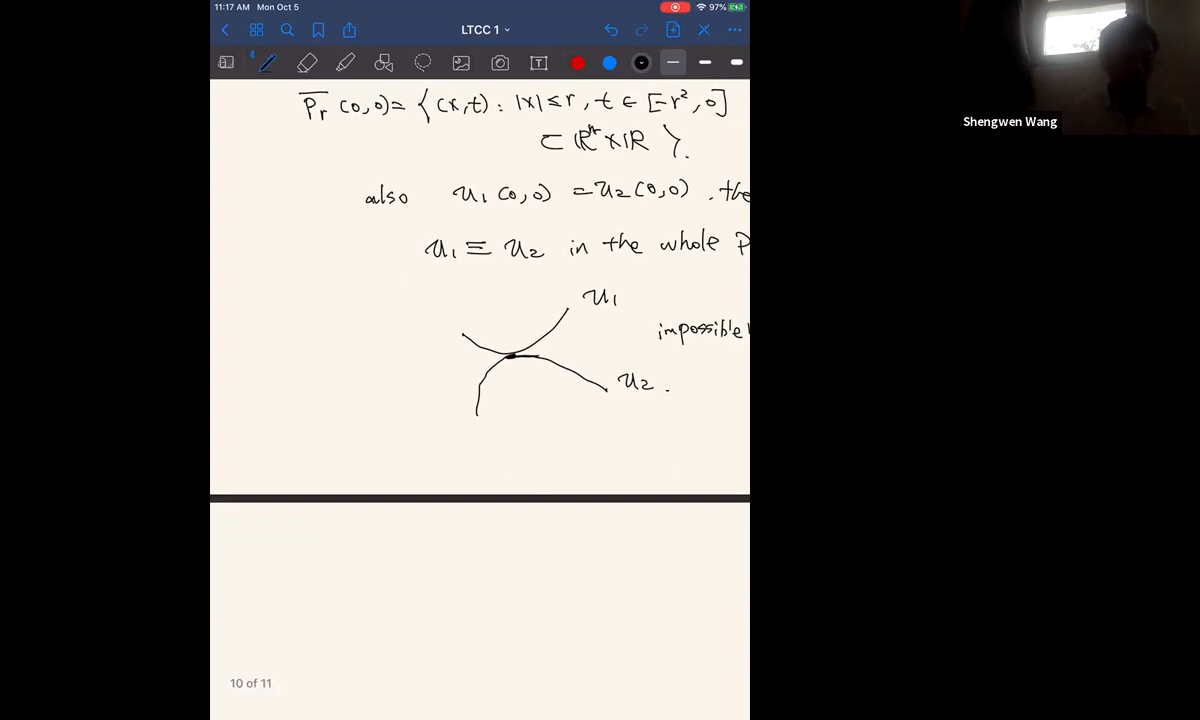 11:17 AM Mon Oct 5
97%
LTCC 1
P̅r (0,0) = { (x,t) : |x| ≤ r, t ∈ [-r², 0]
⊂ ℝⁿ × ℝ }.
also u₁ (0,0) = u₂ (0,0) . the
u₁ ≡ u₂ in the whole P
u₁
impossible
u₂ .
10 of 11
Shengwen Wang